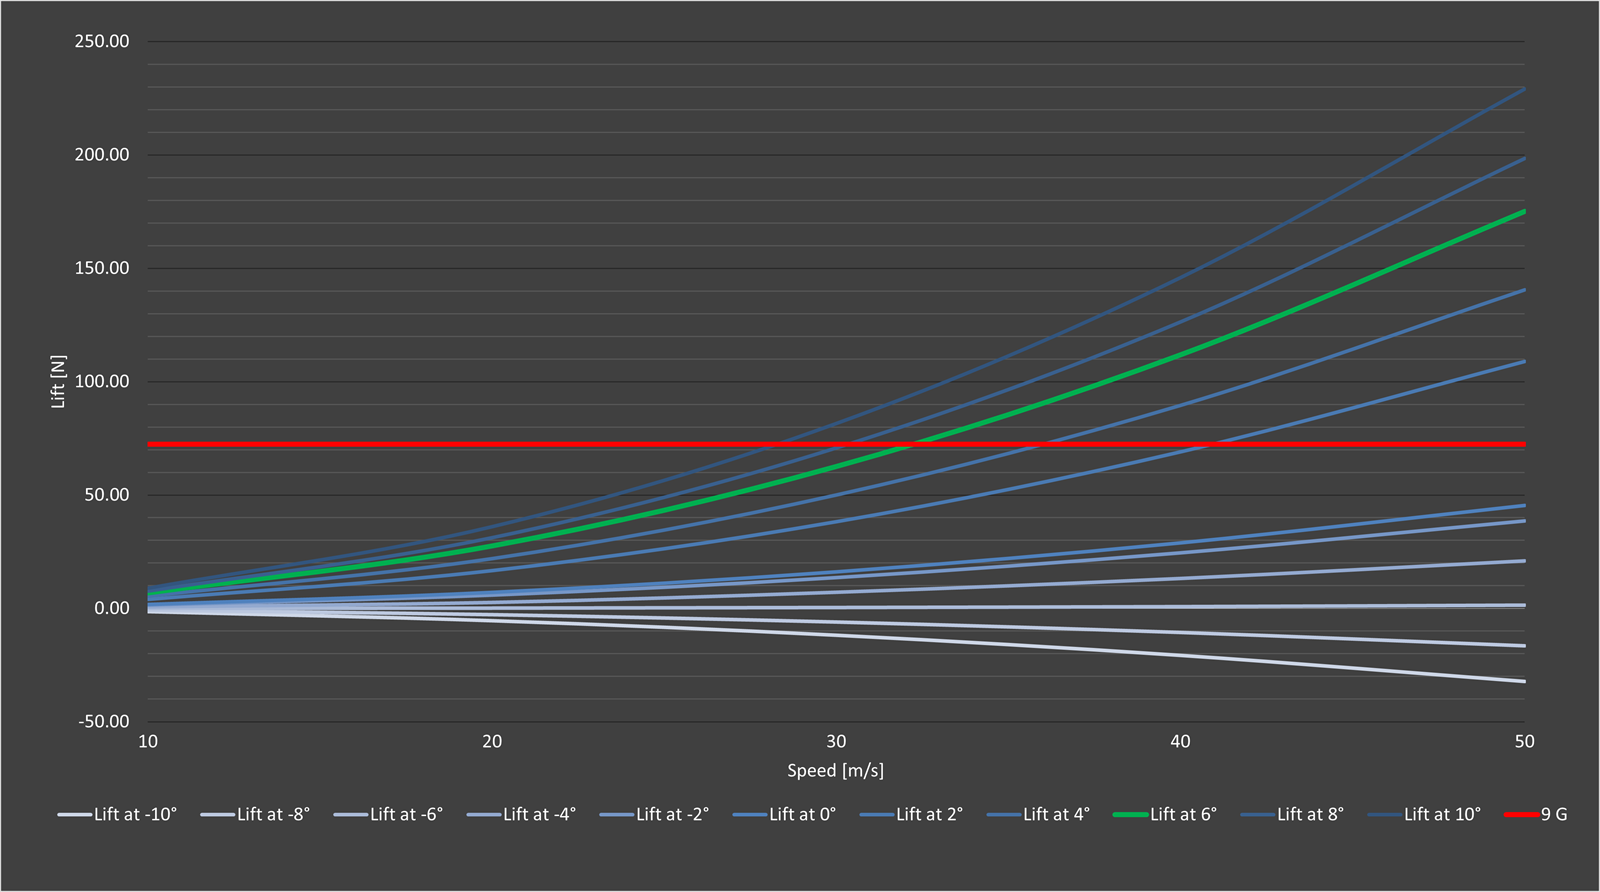 250.00
200.00
150.00
100.00
50.00
0.00
-50.00
Lift [N]
10 20 30 40 50
Speed [m/s]
Lift at -10° Lift at -8° Lift at -6° Lift at -4° Lift at -2° Lift at 0° Lift at 2° Lift at 4° Lift at 6° Lift at 8° Lift at 10° 9 G